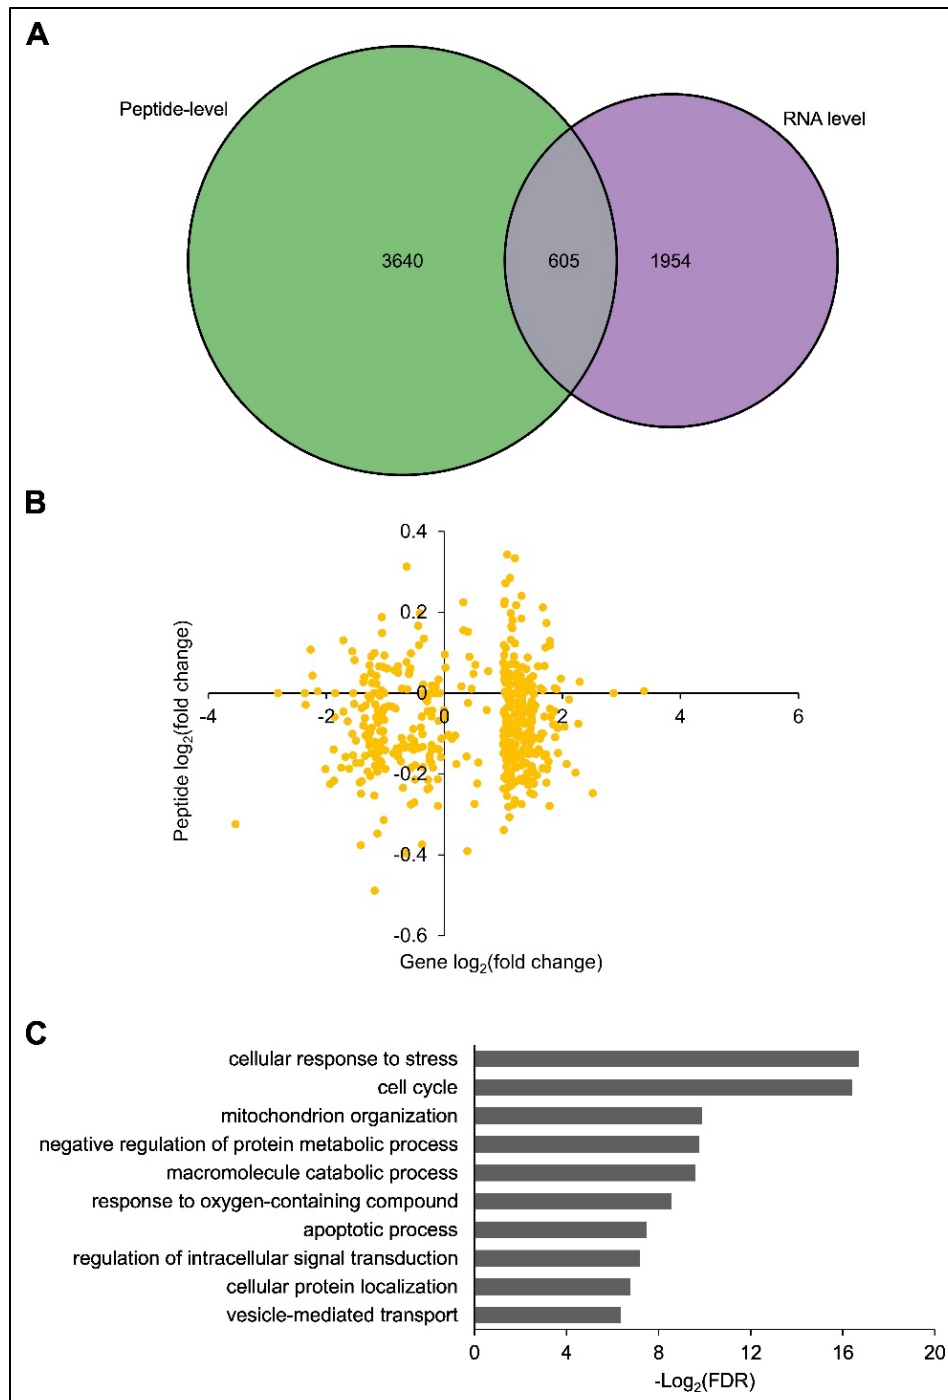 A
Peptide-level
RNA level
3640
605
1954
B
0.4
0.2
0
-4
-2
0
2
4
6
-0.2
-0.4
-0.6
Peptide log₂(fold change)
Gene log₂(fold change)
C
cellular response to stress
cell cycle
mitochondrion organization
negative regulation of protein metabolic process
macromolecule catabolic process
response to oxygen-containing compound
apoptotic process
regulation of intracellular signal transduction
cellular protein localization
vesicle-mediated transport
0
4
8
12
16
20
-Log₂(FDR)